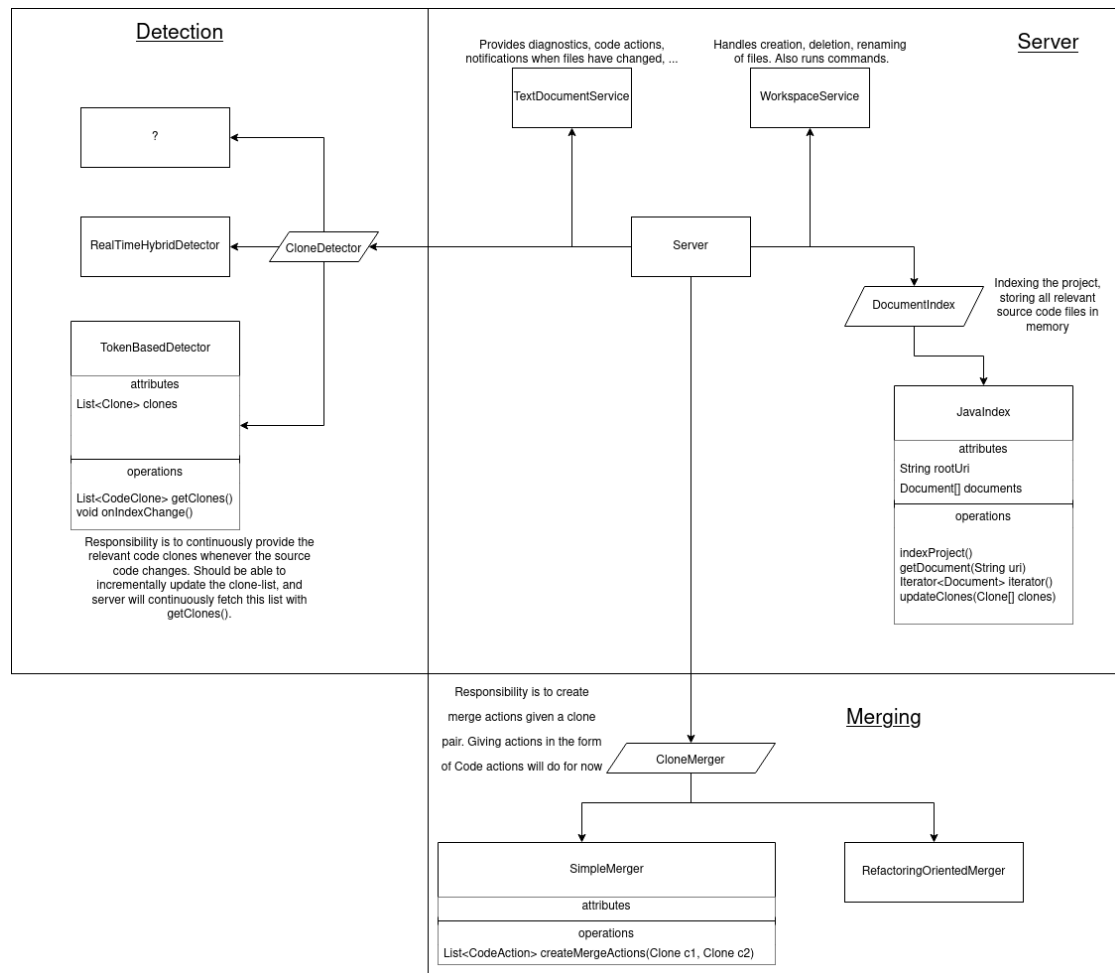 Detection
?
RealTimeHybridDetector
CloneDetector
TokenBasedDetector
attributes
List<Clone> clones
operations
List<CodeClone> getClones()
void onIndexChange()
Responsibility is to continuously provide the
relevant code clones whenever the source
code changes. Should be able to
incrementally update the clone-list, and
server will continuously fetch this list with
getClones().
Server
Provides diagnostics, code actions,
notifications when files have changed, ...
TextDocumentService
Handles creation, deletion, renaming
of files. Also runs commands.
WorkspaceService
Server
DocumentIndex
Indexing the project,
storing all relevant
source code files in
memory
JavaIndex
attributes
String rootUri
Document[] documents
operations
indexProject()
getDocument(String uri)
Iterator<Document> iterator()
updateClones(Clone[] clones)
Merging
Responsibility is to create
merge actions given a clone
pair. Giving actions in the form
of Code actions will do for now
CloneMerger
SimpleMerger
attributes
operations
List<CodeAction> createMergeActions(Clone c1, Clone c2)
RefactoringOrientedMerger